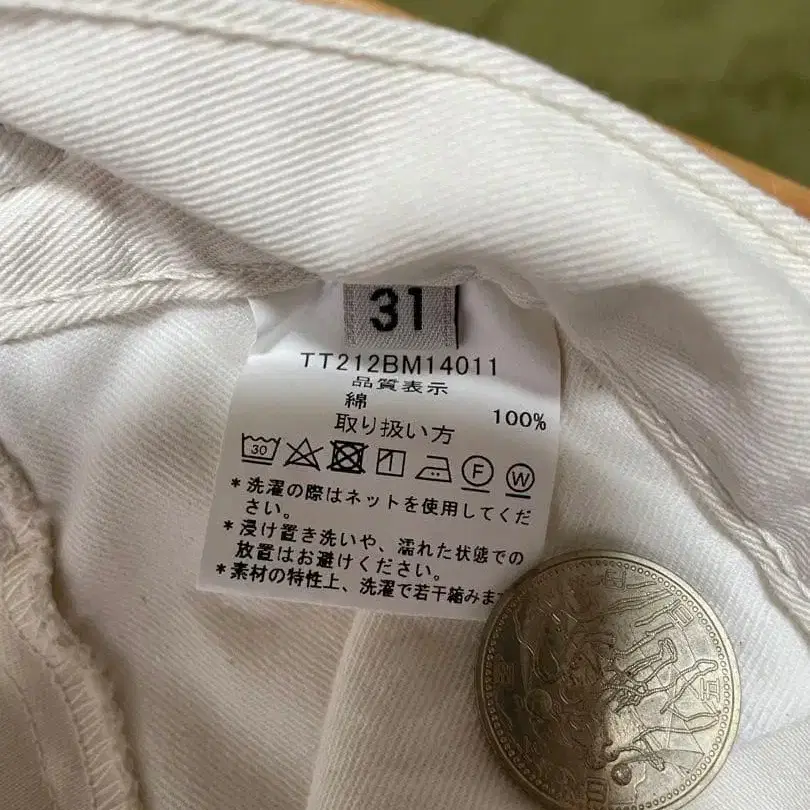 31
TT212BM14011
品質表示
綿 100%
取り扱い方
30
F W
*洗濯の際はネットを使用してくだ
さい。
*浸け置き洗いや、濡れた状態での
放置はお避けください。
*素材の特性上、洗濯で若干縮みま